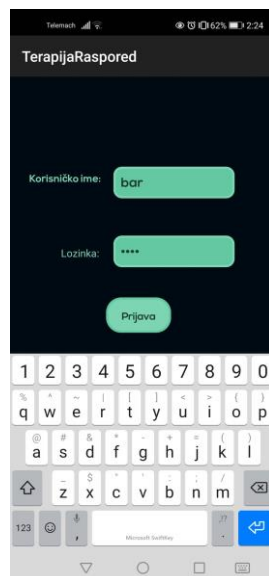 Telemach 62% 2:24
TerapijaRaspored
Korisničko ime: bar
Lozinka: ••••
Prijava
1 2 3 4 5 6 7 8 9 0
% ^ ~ | [ ] < > { }
q w e r t y u i o p
@ # & * - + = ( )
a s d f g h j k l
$ " ' : ; /
z x c v b n m
123 , Microsoft SwiftKey .